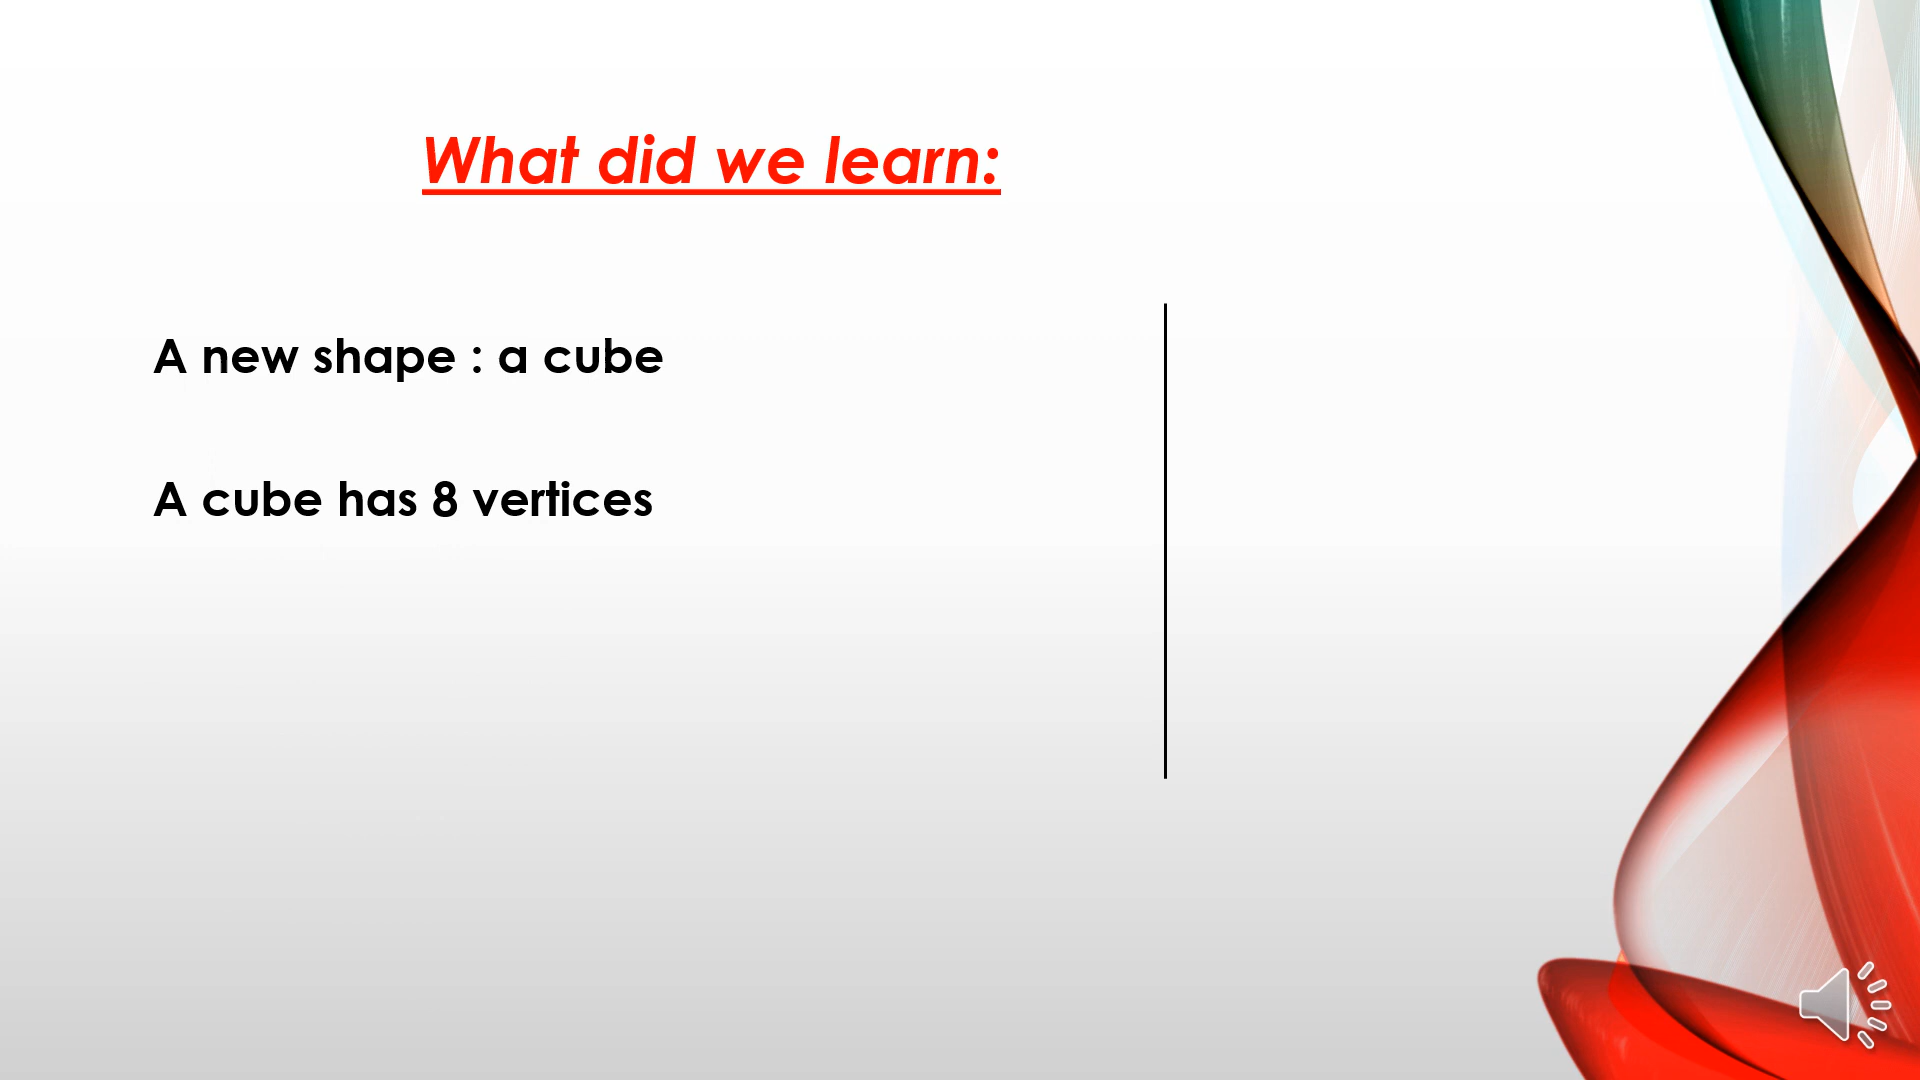 What did we learn:
A new shape : a cube
A cube has 8 vertices